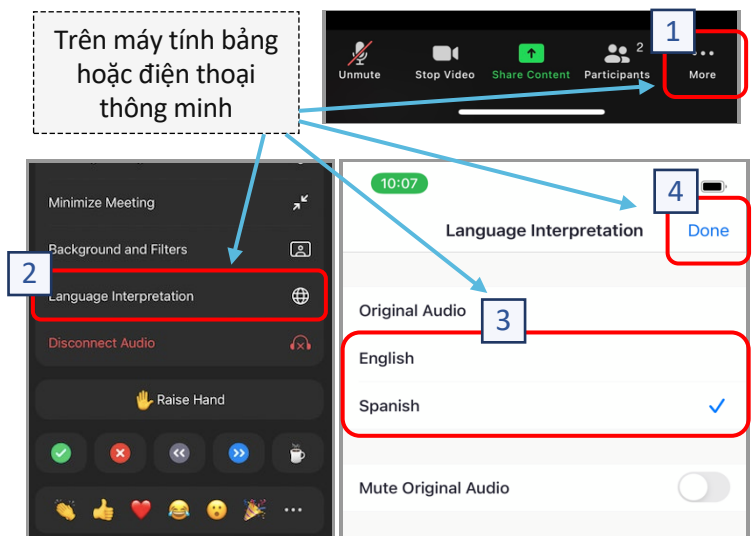 Trên máy tính bảng
hoặc điện thoại
thông minh
1
2
Unmute
Stop Video
Share Content
Participants
More
Minimize Meeting
Background and Filters
2
Language Interpretation
Disconnect Audio
Raise Hand
10:07
4
Language Interpretation
Done
Original Audio
3
English
Spanish
Mute Original Audio